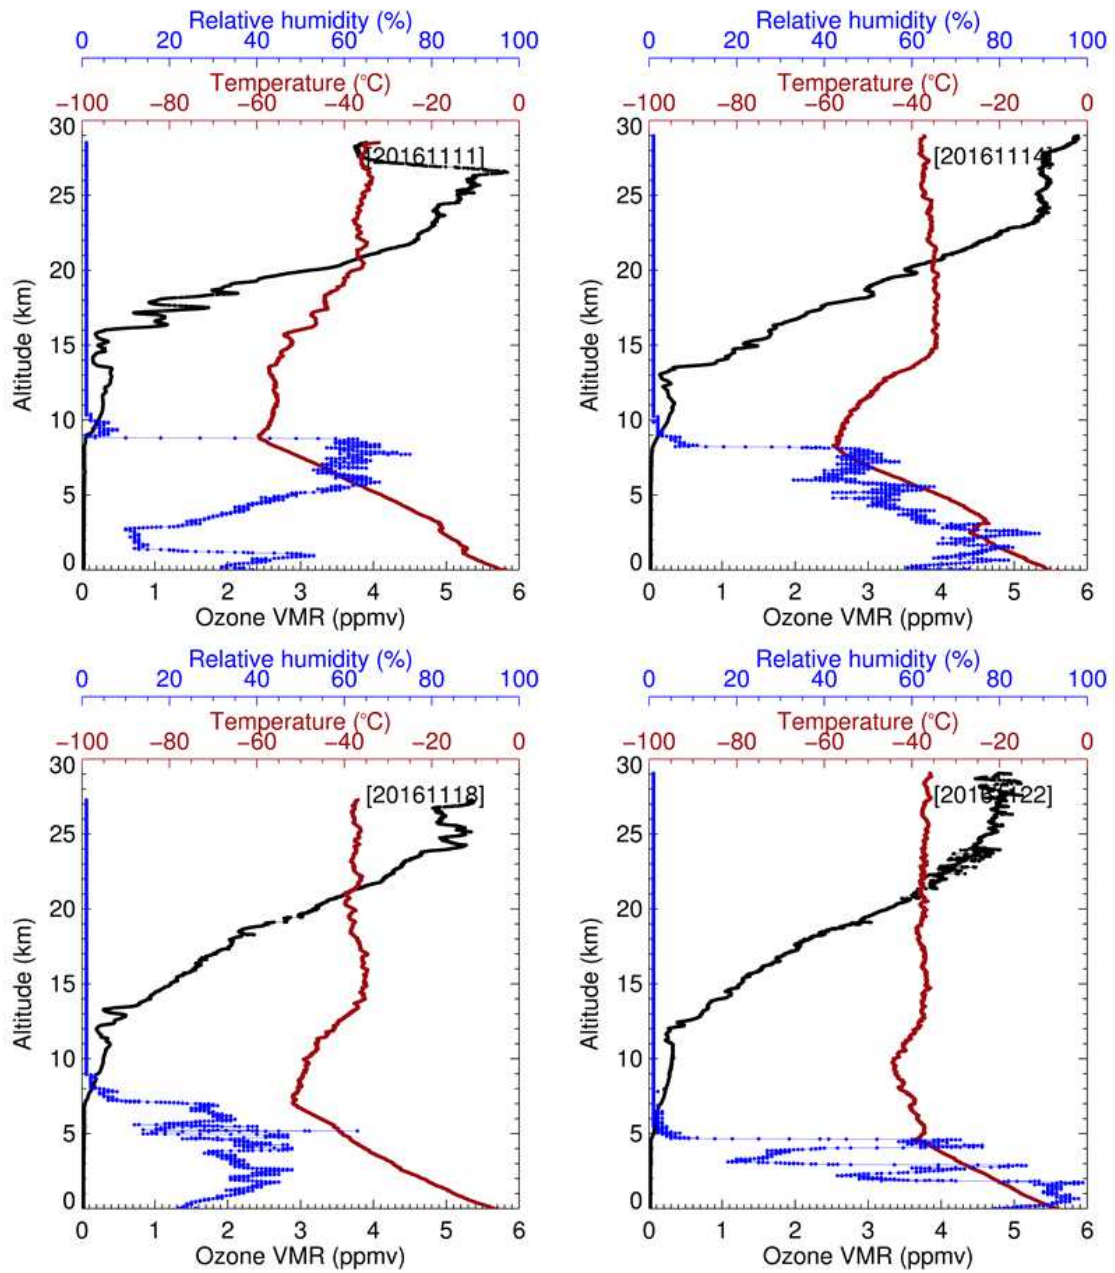 Relative humidity (%)
0 20 40 60 80 100
Temperature (°C)
−100 −80 −60 −40 −20 0
30
25
20
15
10
5
0
Altitude (km)
[20161111]
0 1 2 3 4 5 6
Ozone VMR (ppmv)
Relative humidity (%)
0 20 40 60 80 100
Temperature (°C)
−100 −80 −60 −40 −20 0
30
25
20
15
10
5
0
Altitude (km)
[20161114]
0 1 2 3 4 5 6
Ozone VMR (ppmv)
Relative humidity (%)
0 20 40 60 80 100
Temperature (°C)
−100 −80 −60 −40 −20 0
30
25
20
15
10
5
0
Altitude (km)
[20161118]
0 1 2 3 4 5 6
Ozone VMR (ppmv)
Relative humidity (%)
0 20 40 60 80 100
Temperature (°C)
−100 −80 −60 −40 −20 0
30
25
20
15
10
5
0
Altitude (km)
[20161122]
0 1 2 3 4 5 6
Ozone VMR (ppmv)